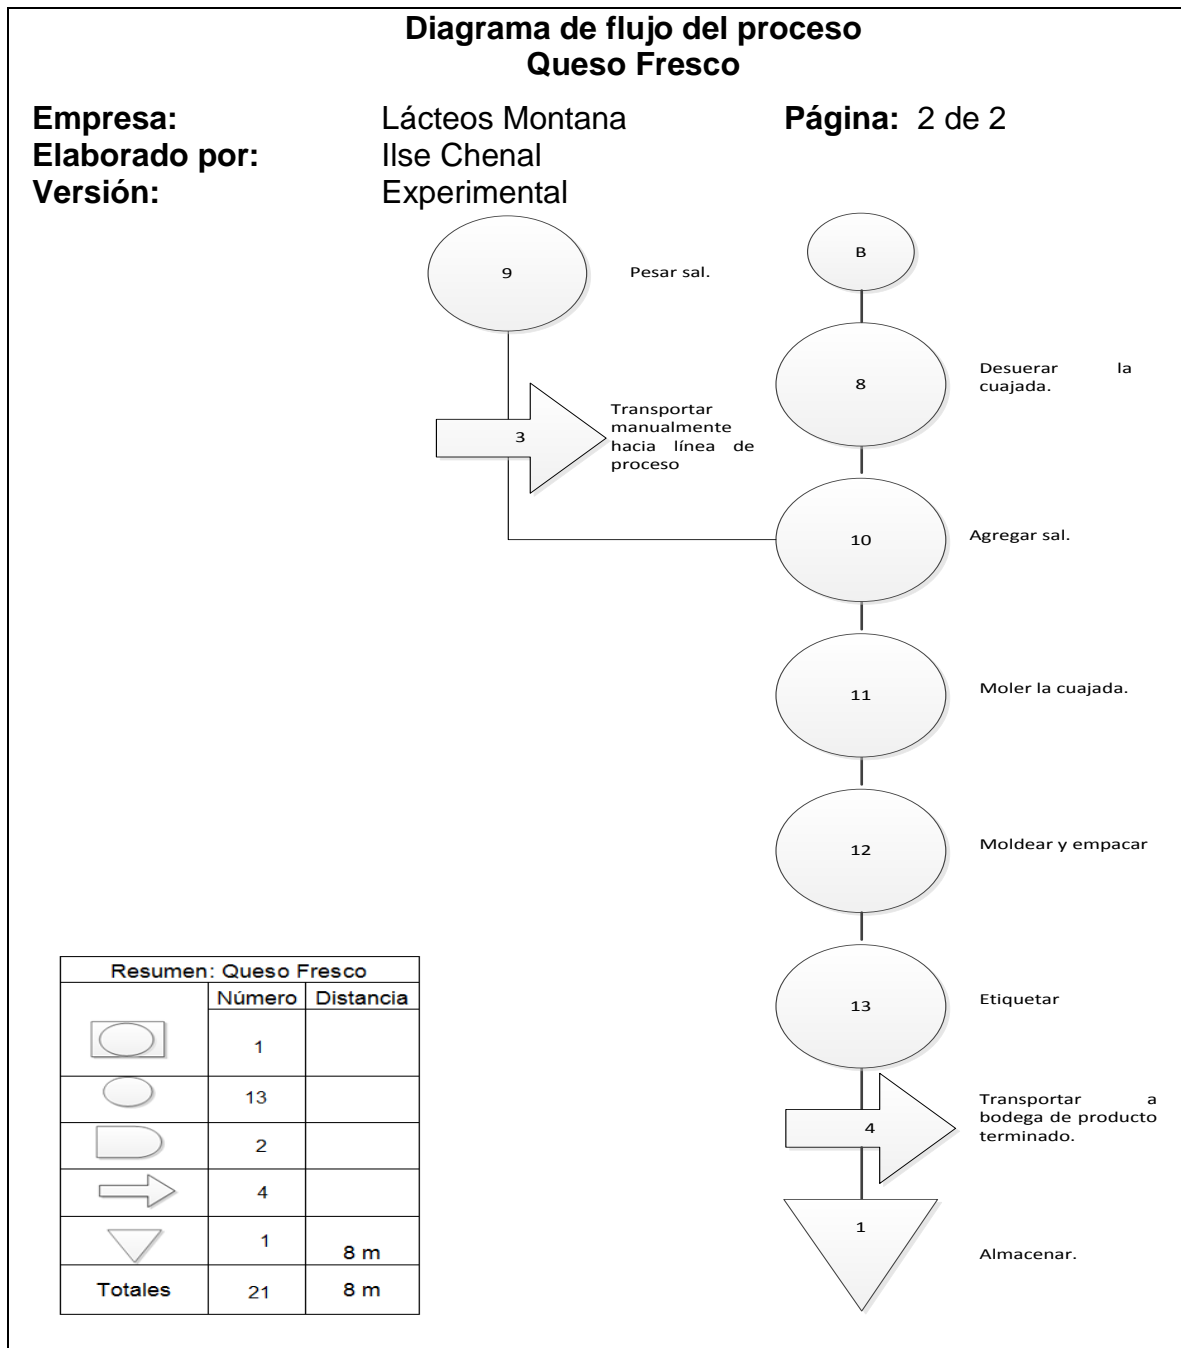 Diagrama de flujo del proceso
Queso Fresco
Empresa: Lácteos Montana Página: 2 de 2
Elaborado por: Ilse Chenal
Versión: Experimental
9
Pesar sal.
B
8
Desuerar la
cuajada.
3
Transportar
manualmente
hacia línea de
proceso
10
Agregar sal.
11
Moler la cuajada.
12
Moldear y empacar
13
Etiquetar
4
Transportar a
bodega de producto
terminado.
1
Almacenar.
Resumen: Queso Fresco
Número Distancia
1
13
2
4
1 8 m
Totales 21 8 m